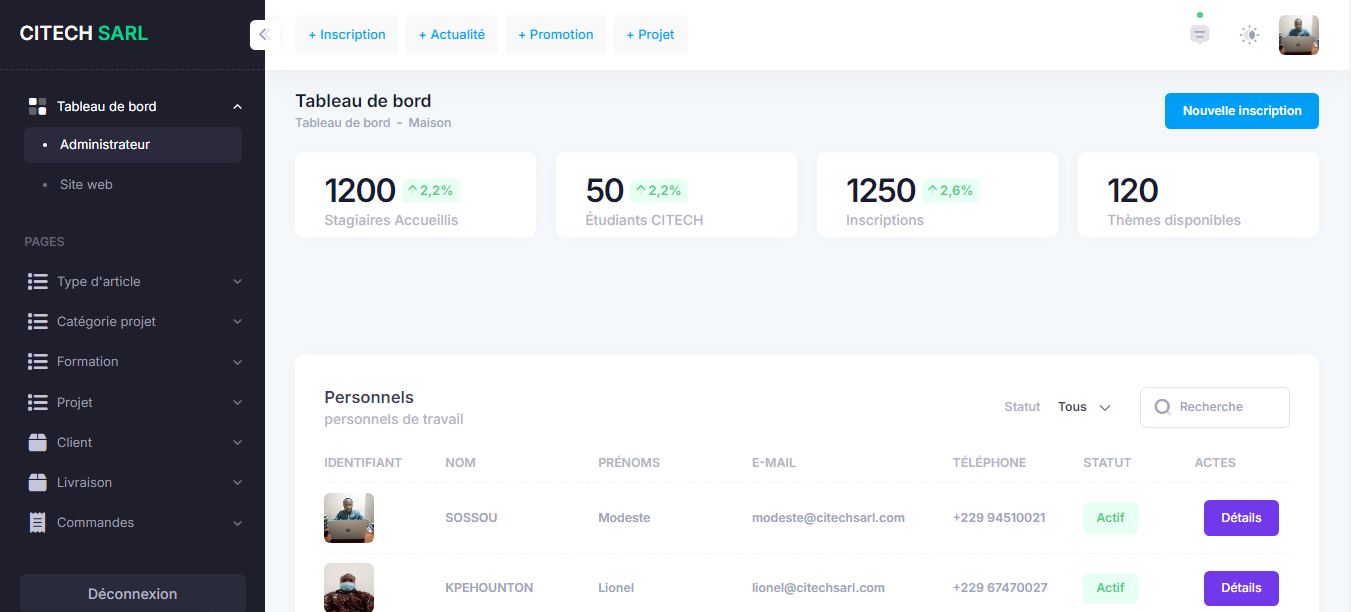 CITECH SARL
+ Inscription
+ Actualité
+ Promotion
+ Projet
Tableau de bord
Administrateur
Site web
PAGES
Type d'article
Catégorie projet
Formation
Projet
Client
Livraison
Commandes
Déconnexion
Tableau de bord
Tableau de bord - Maison
Nouvelle inscription
1200 2,2%
Stagiaires Accueillis
50 2,2%
Étudiants CITECH
1250 2,6%
Inscriptions
120
Thèmes disponibles
Personnels
personnels de travail
Statut Tous
Recherche
IDENTIFIANT NOM PRÉNOMS E-MAIL TÉLÉPHONE STATUT ACTES
SOSSOU Modeste modeste@citechsarl.com +229 94510021 Actif Détails
KPEHOUNTON Lionel lionel@citechsarl.com +229 67470027 Actif Détails